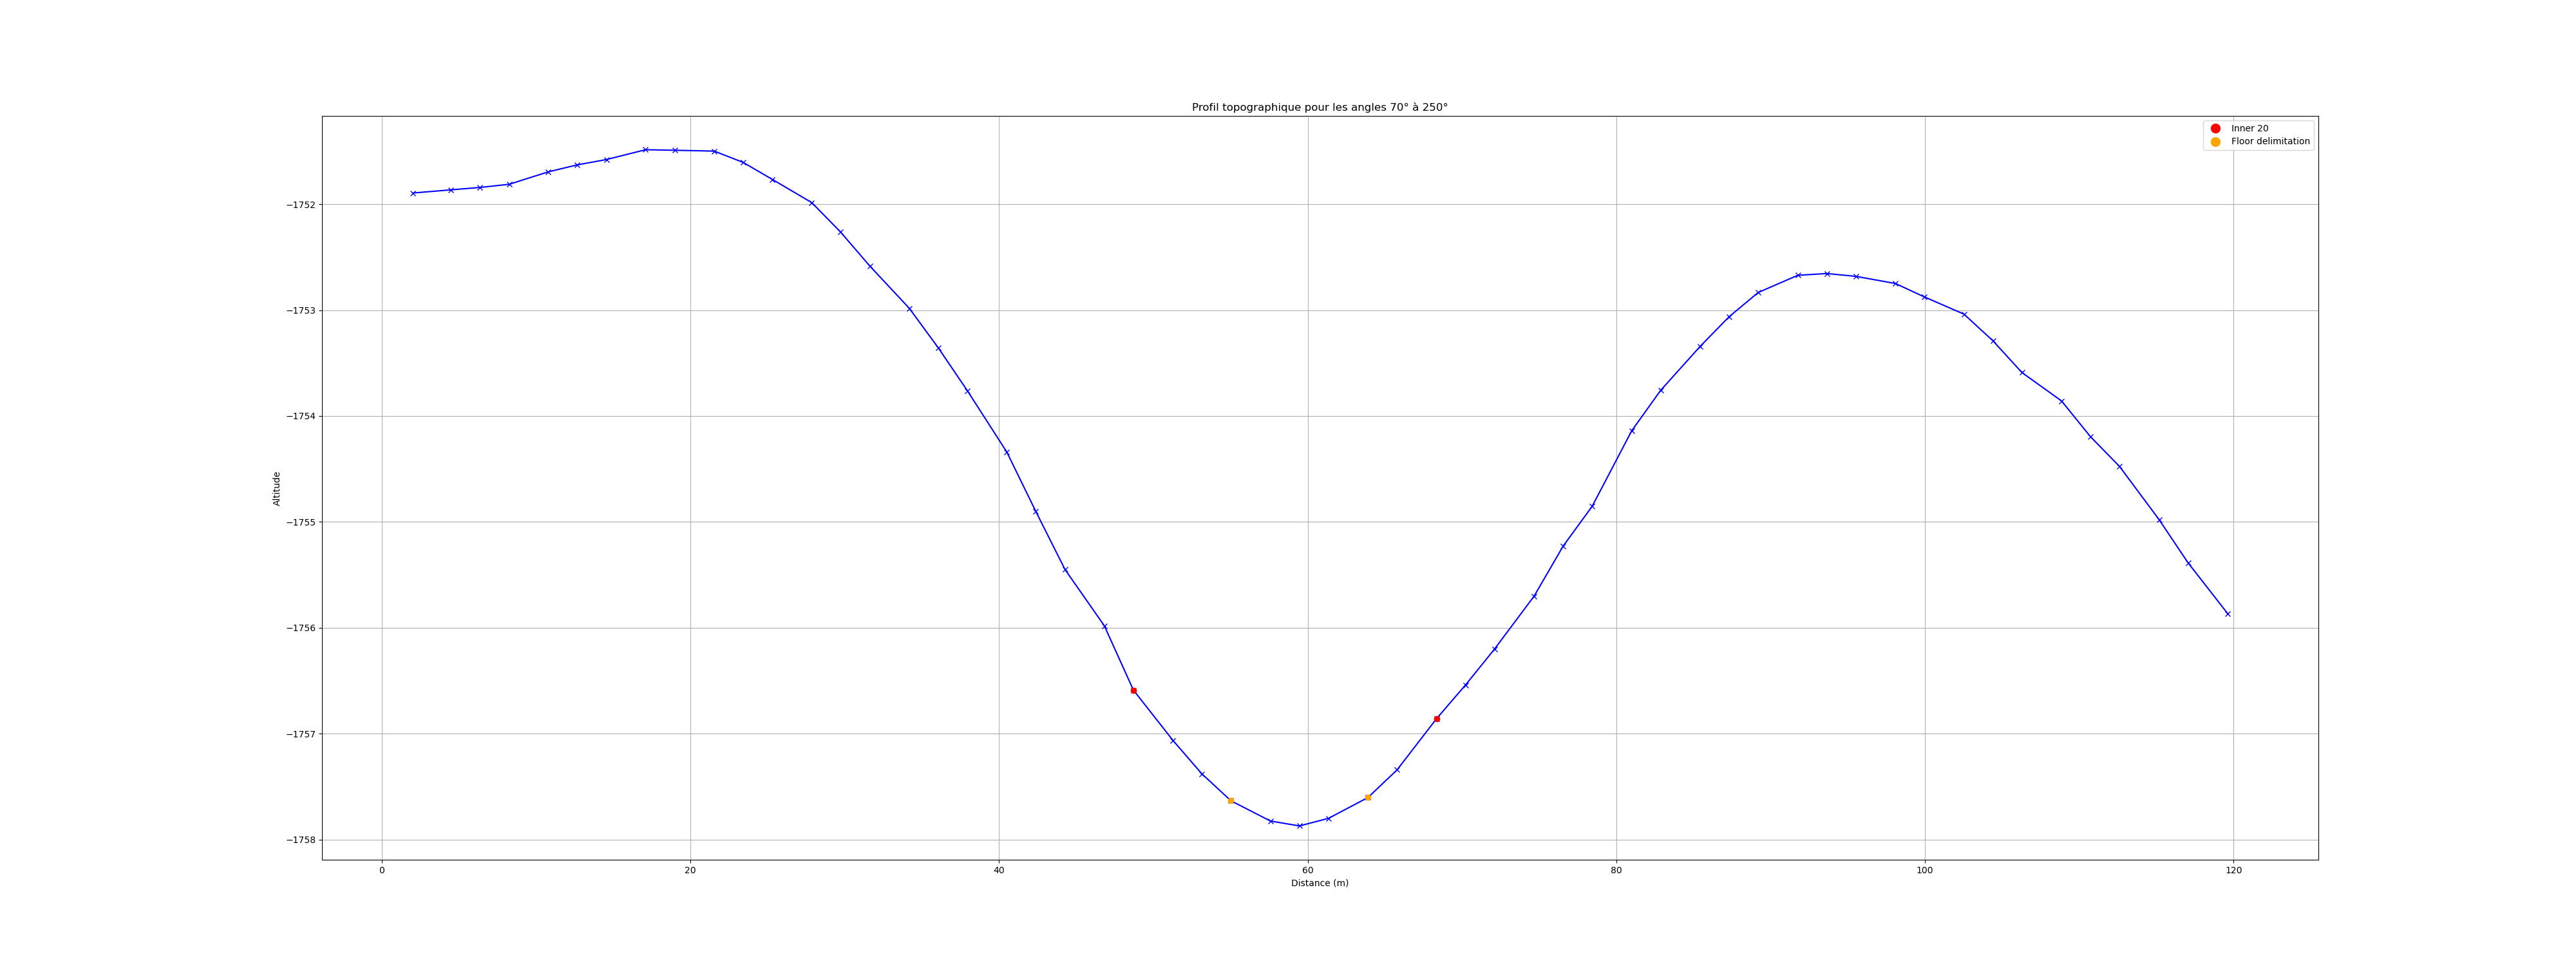 Profil topographique pour les angles 70° à 250°
Inner 20
Floor delimitation
−1752
−1753
−1754
−1755
−1756
−1757
−1758
Altitude
0 20 40 60 80 100 120
Distance (m)